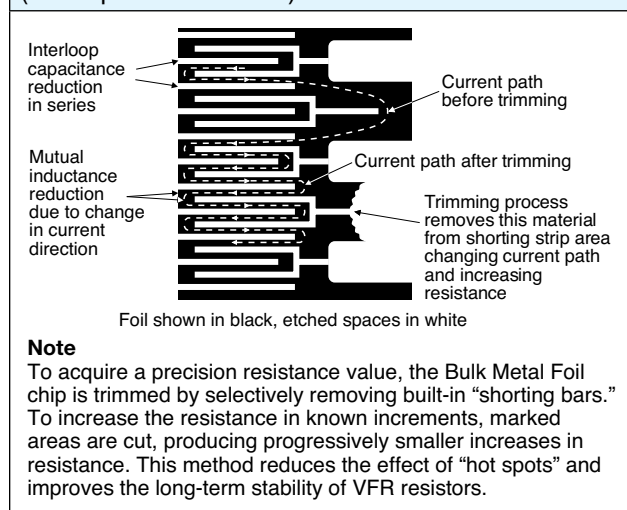 Interloop
capacitance
reduction
in series
Current path
before trimming
Mutual
inductance
reduction
due to change
in current
direction
Current path after trimming
Trimming process
removes this material
from shorting strip area
changing current path
and increasing
resistance
Foil shown in black, etched spaces in white
Note
To acquire a precision resistance value, the Bulk Metal Foil
chip is trimmed by selectively removing built-in “shorting bars.”
To increase the resistance in known increments, marked
areas are cut, producing progressively smaller increases in
resistance. This method reduces the effect of “hot spots” and
improves the long-term stability of VFR resistors.